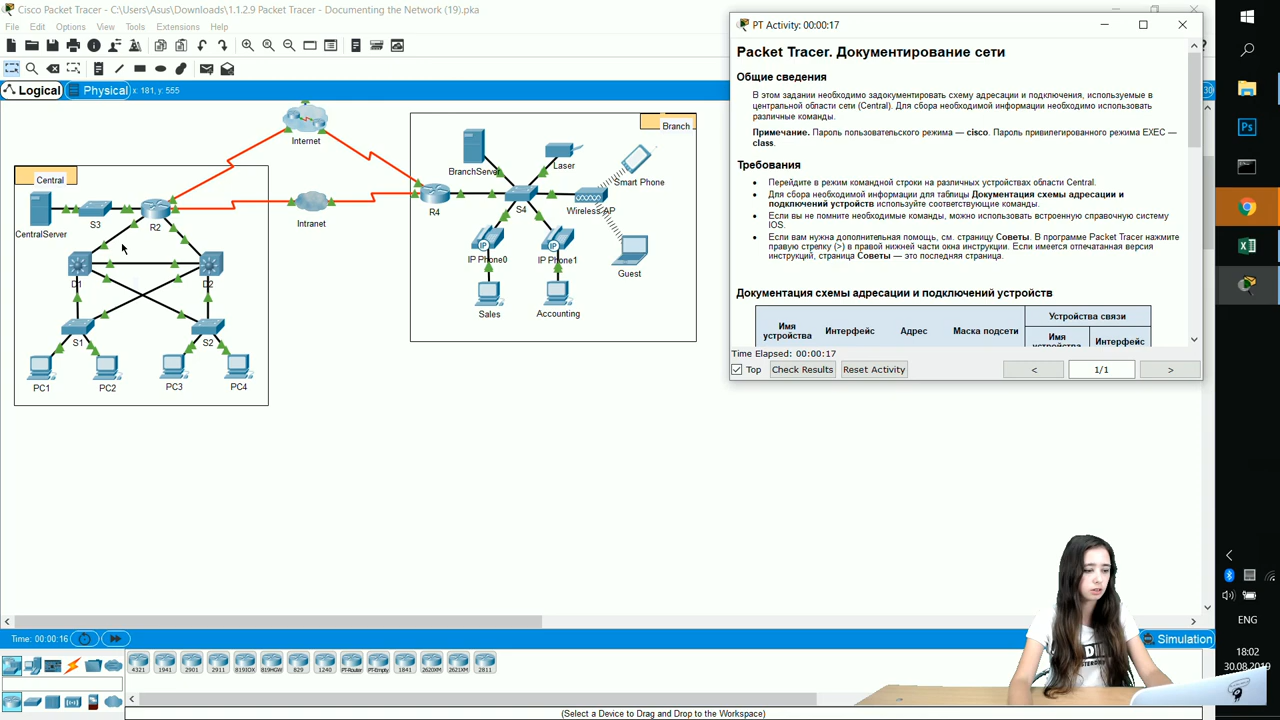 Cisco Packet Tracer - C:\Users\Asus\Downloads\1.1.2.9 Packet Tracer - Documenting the Network (19).pka
File Edit Options View Tools Extensions Help
Logical Physical x: 181, y: 555
Central
CentralServer
S3
R2
D1
D2
S1
S2
PC1
PC2
PC3
PC4
Internet
Intranet
Branch
BranchServer
Laser
Smart Phone
R4
S4
Wireless AP
IP
IP
IP Phone0
IP Phone1
Guest
Sales
Accounting
PT Activity: 00:00:17
Packet Tracer. Документирование сети
Общие сведения
В этом задании необходимо задокументировать схему адресации и подключения, используемые в
центральной области сети (Central). Для сбора необходимой информации необходимо использовать
различные команды.
Примечание. Пароль пользовательского режима — cisco. Пароль привилегированного режима EXEC —
class.
Требования
• Перейдите в режим командной строки на различных устройствах области Central.
• Для сбора необходимой информации для таблицы Документация схемы адресации и
подключений устройств используйте соответствующие команды.
• Если вы не помните необходимые команды, можно использовать встроенную справочную систему
IOS.
• Если вам нужна дополнительная помощь, см. страницу Советы. В программе Packet Tracer нажмите
правую стрелку (>) в правой нижней части окна инструкции. Если имеется отпечатанная версия
инструкций, страница Советы — это последняя страница.
Документация схемы адресации и подключений устройств
Имя
устройства
Интерфейс
Адрес
Маска подсети
Устройства связи
Имя
устройства
Интерфейс
Time Elapsed: 00:00:17
Top Check Results Reset Activity < 1/1 >
Time: 00:00:16
Simulation
4321 1941 2901 2911 819IOX 819HGW 829 1240 PT-Router PT-Empty 1841 2620XM 2621XM 2811
(Select a Device to Drag and Drop to the Workspace)
Ps
ENG
18:02
30.08.2019